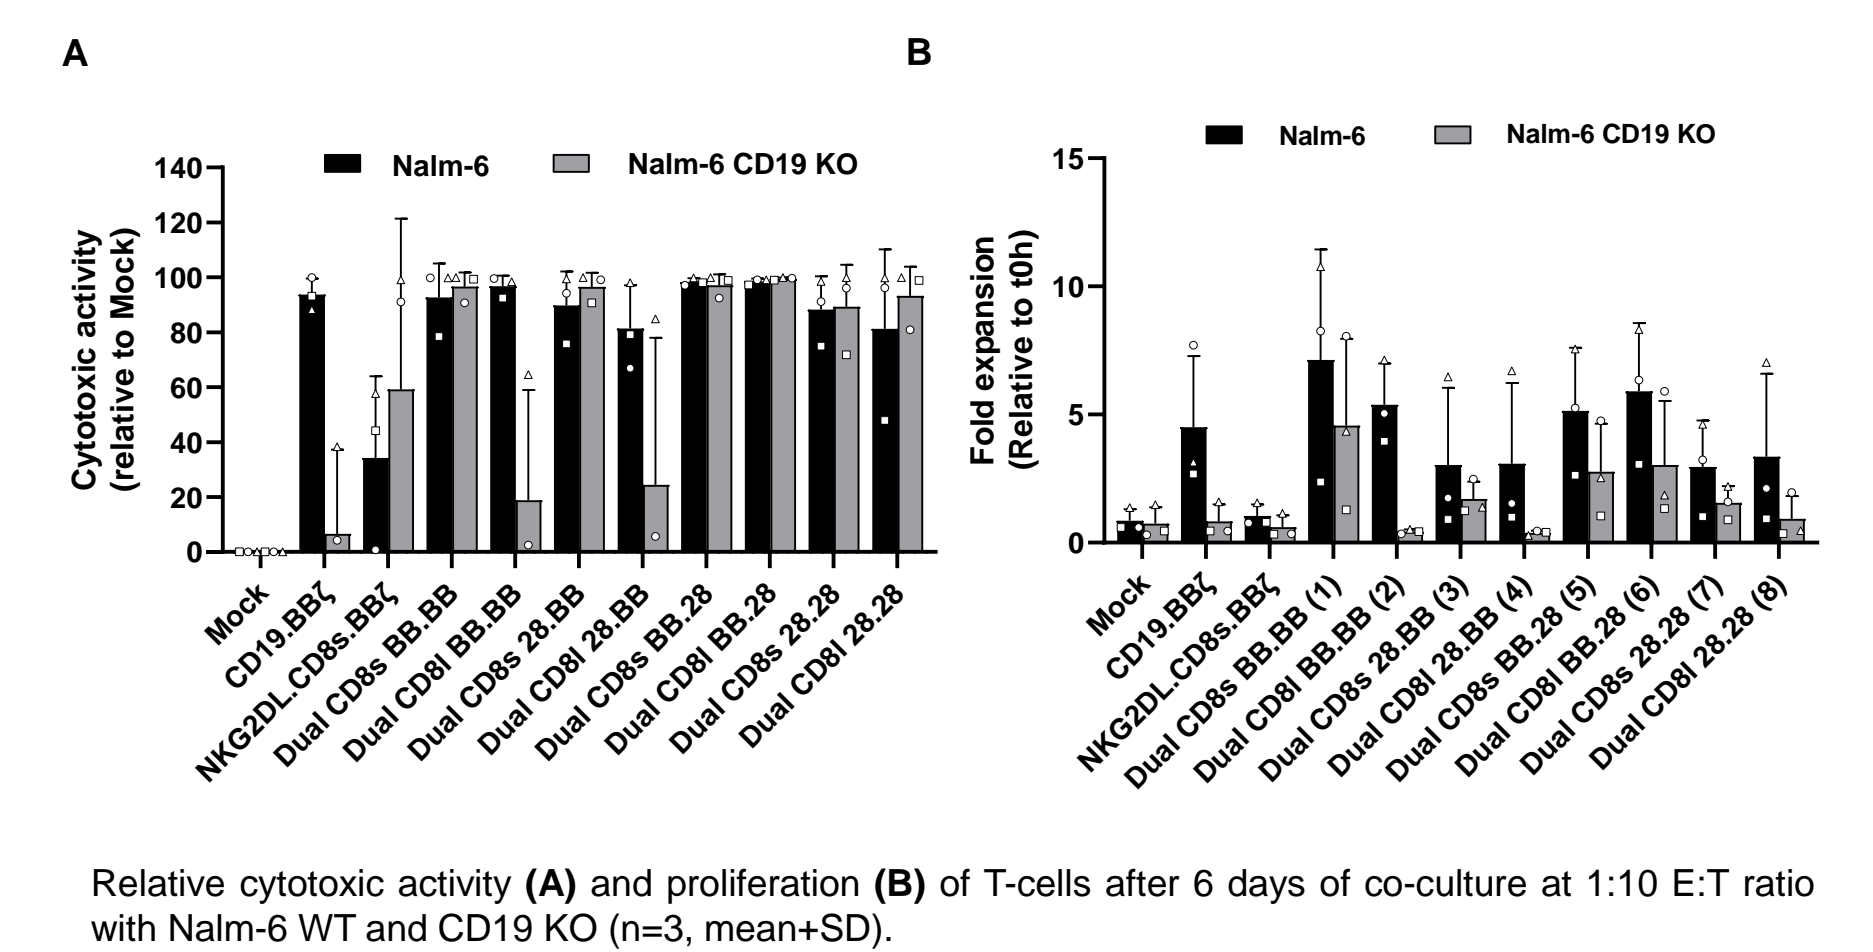 A
B
Nalm-6
Nalm-6 CD19 KO
Cytotoxic activity
(relative to Mock)
140
120
100
80
60
40
20
0
Mock
CD19.BBζ
NKG2DL.CD8s.BBζ
Dual CD8s BB.BB
Dual CD8l BB.BB
Dual CD8s 28.BB
Dual CD8l 28.BB
Dual CD8s BB.28
Dual CD8l BB.28
Dual CD8s 28.28
Dual CD8l 28.28
Nalm-6
Nalm-6 CD19 KO
Fold expansion
(Relative to t0h)
15
10
5
0
Mock
CD19.BBζ
NKG2DL.CD8s.BBζ
Dual CD8s BB.BB (1)
Dual CD8l BB.BB (2)
Dual CD8s 28.BB (3)
Dual CD8l 28.BB (4)
Dual CD8s BB.28 (5)
Dual CD8l BB.28 (6)
Dual CD8s 28.28 (7)
Dual CD8l 28.28 (8)
Relative cytotoxic activity (A) and proliferation (B) of T-cells after 6 days of co-culture at 1:10 E:T ratio
with Nalm-6 WT and CD19 KO (n=3, mean+SD).